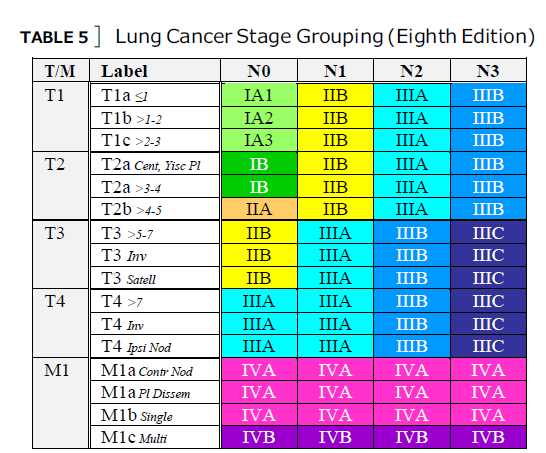 TABLE 5 ] Lung Cancer Stage Grouping (Eighth Edition)
T/M Label N0 N1 N2 N3
T1 T1a ≤1 IA1 IIB IIIA IIIB
T1b >1-2 IA2 IIB IIIA IIIB
T1c >2-3 IA3 IIB IIIA IIIB
T2 T2a Cent, Yisc Pl IB IIB IIIA IIIB
T2a >3-4 IB IIB IIIA IIIB
T2b >4-5 IIA IIB IIIA IIIB
T3 T3 >5-7 IIB IIIA IIIB IIIC
T3 Inv IIB IIIA IIIB IIIC
T3 Satell IIB IIIA IIIB IIIC
T4 T4 >7 IIIA IIIA IIIB IIIC
T4 Inv IIIA IIIA IIIB IIIC
T4 Ipsi Nod IIIA IIIA IIIB IIIC
M1 M1a Contr Nod IVA IVA IVA IVA
M1a Pl Dissem IVA IVA IVA IVA
M1b Single IVA IVA IVA IVA
M1c Multi IVB IVB IVB IVB